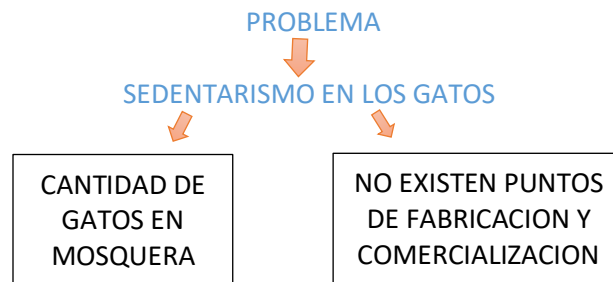 PROBLEMA
SEDENTARISMO EN LOS GATOS
CANTIDAD DE
GATOS EN
MOSQUERA
NO EXISTEN PUNTOS
DE FABRICACION Y
COMERCIALIZACION